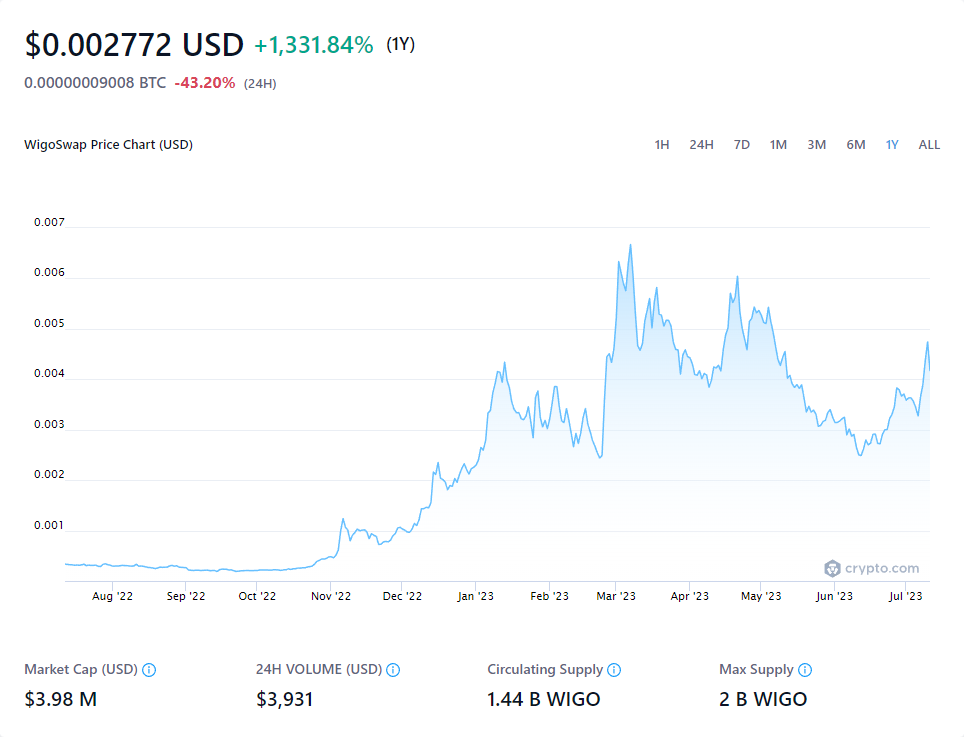 $0.002772 USD +1,331.84% (1Y)
0.00000009008 BTC -43.20% (24H)
WigoSwap Price Chart (USD) 1H 24H 7D 1M 3M 6M 1Y ALL
0.007
0.006
0.005
0.004
0.003
0.002
0.001
crypto.com
Aug '22 Sep '22 Oct '22 Nov '22 Dec '22 Jan '23 Feb '23 Mar '23 Apr '23 May '23 Jun '23 Jul '23
Market Cap (USD) 24H VOLUME (USD) Circulating Supply Max Supply
$3.98 M $3,931 1.44 B WIGO 2 B WIGO